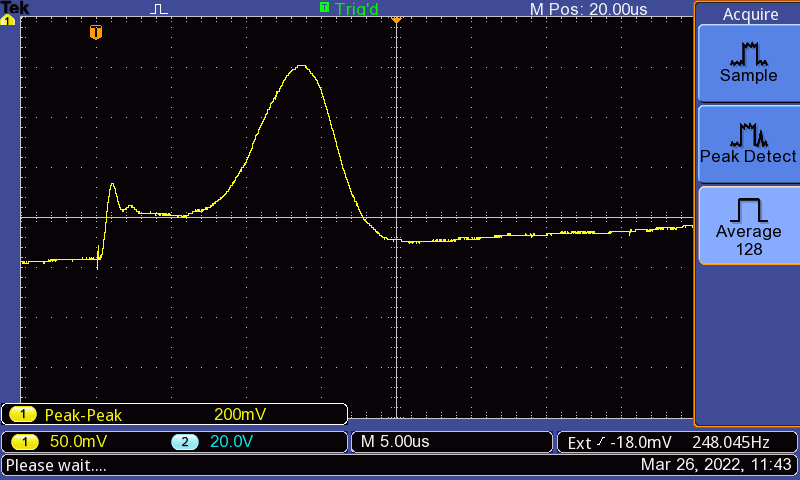 Tek T Trig'd M Pos: 20.00us Acquire
1
T
Sample
Peak Detect
Average
128
1 Peak-Peak 200mV
1 50.0mV 2 20.0V M 5.00us Ext -18.0mV 248.045Hz
Please wait.... Mar 26, 2022, 11:43